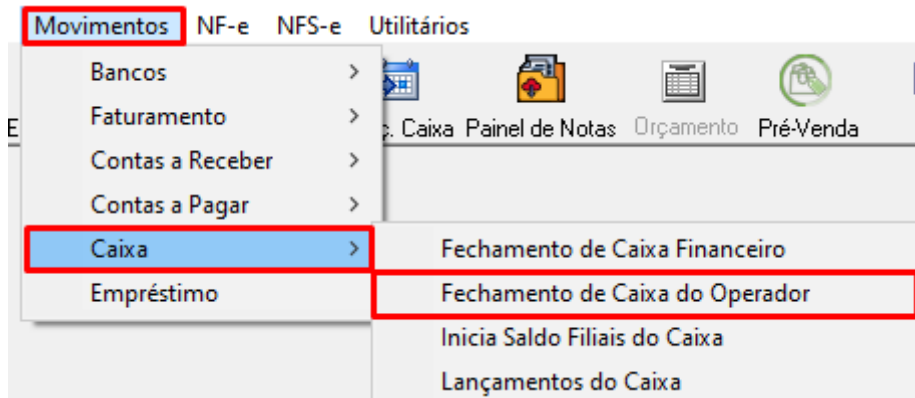 Movimentos NF-e NFS-e Utilitários
Bancos
Faturamento
Caixa Painel de Notas Orçamento Pré-Venda
Contas a Receber
Contas a Pagar
Caixa
Fechamento de Caixa Financeiro
Empréstimo
Fechamento de Caixa do Operador
Inicia Saldo Filiais do Caixa
Lançamentos do Caixa